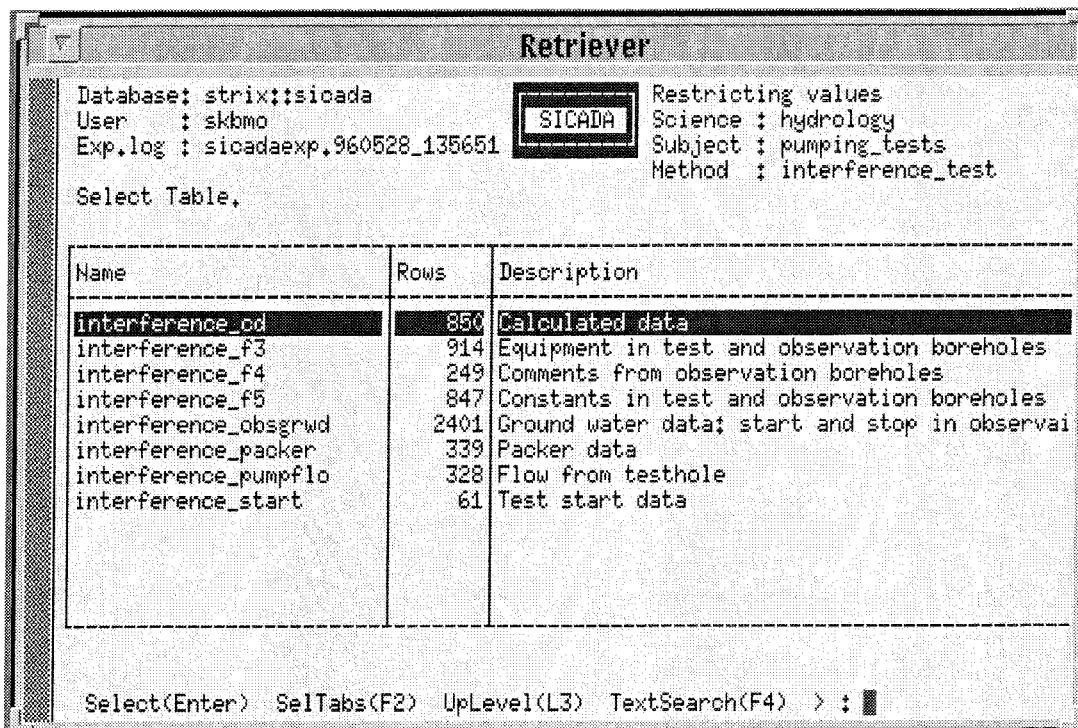 Retriever
Database: strix::sicada
User    : skbmo
Exp.log : sicadaexp.960528_135651
SICADA
Restricting values
Science : hydrology
Subject : pumping_tests
Method  : interference_test
Select Table.
Name Rows Description
interference_cd 850 Calculated data
interference_f3 914 Equipment in test and observation boreholes
interference_f4 249 Comments from observation boreholes
interference_f5 847 Constants in test and observation boreholes
interference_obsgrwd 2401 Ground water data: start and stop in observai
interference_packer 339 Packer data
interference_pumpflo 328 Flow from testhole
interference_start 61 Test start data
Select(Enter) SelTabs(F2) UpLevel(L3) TextSearch(F4) > :